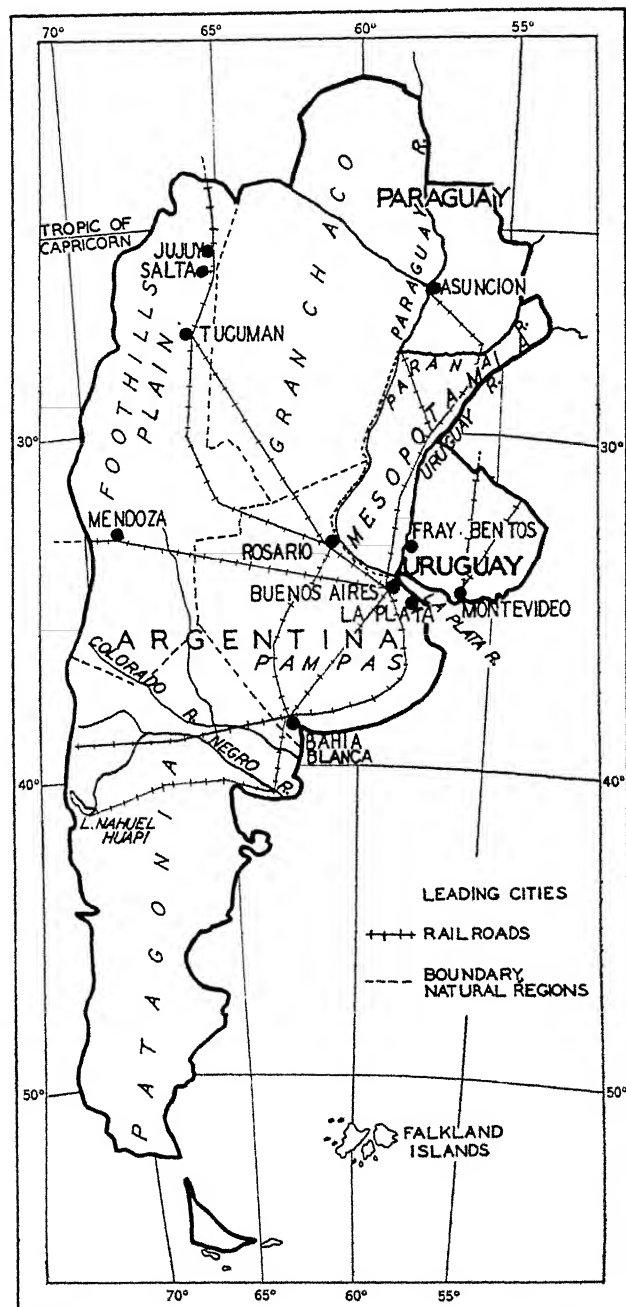 70° 65° 60° 55°
PARAGUAY
R.
TROPIC OF
CAPRICORN
JUJUY
SALTA
TUCUMAN
FOOTHILLS
PLAIN
GRAN CHACO
PARAGUAY
ASUNCION
PARANA R.
MESOPOTAMIA
URUGUAY R.
30° 30°
MENDOZA
ROSARIO
FRAY BENTOS
URUGUAY
BUENOS AIRES
LA PLATA
MONTEVIDEO
LA PLATA R.
ARGENTINA
PAMPAS
COLORADO R.
NEGRO R.
BAHIA
BLANCA
40° 40°
L. NAHUEL
HUAPI
PATAGONIA
LEADING CITIES
RAILROADS
BOUNDARY,
NATURAL REGIONS
50° 50°
FALKLAND
ISLANDS
70° 65° 60° 55°